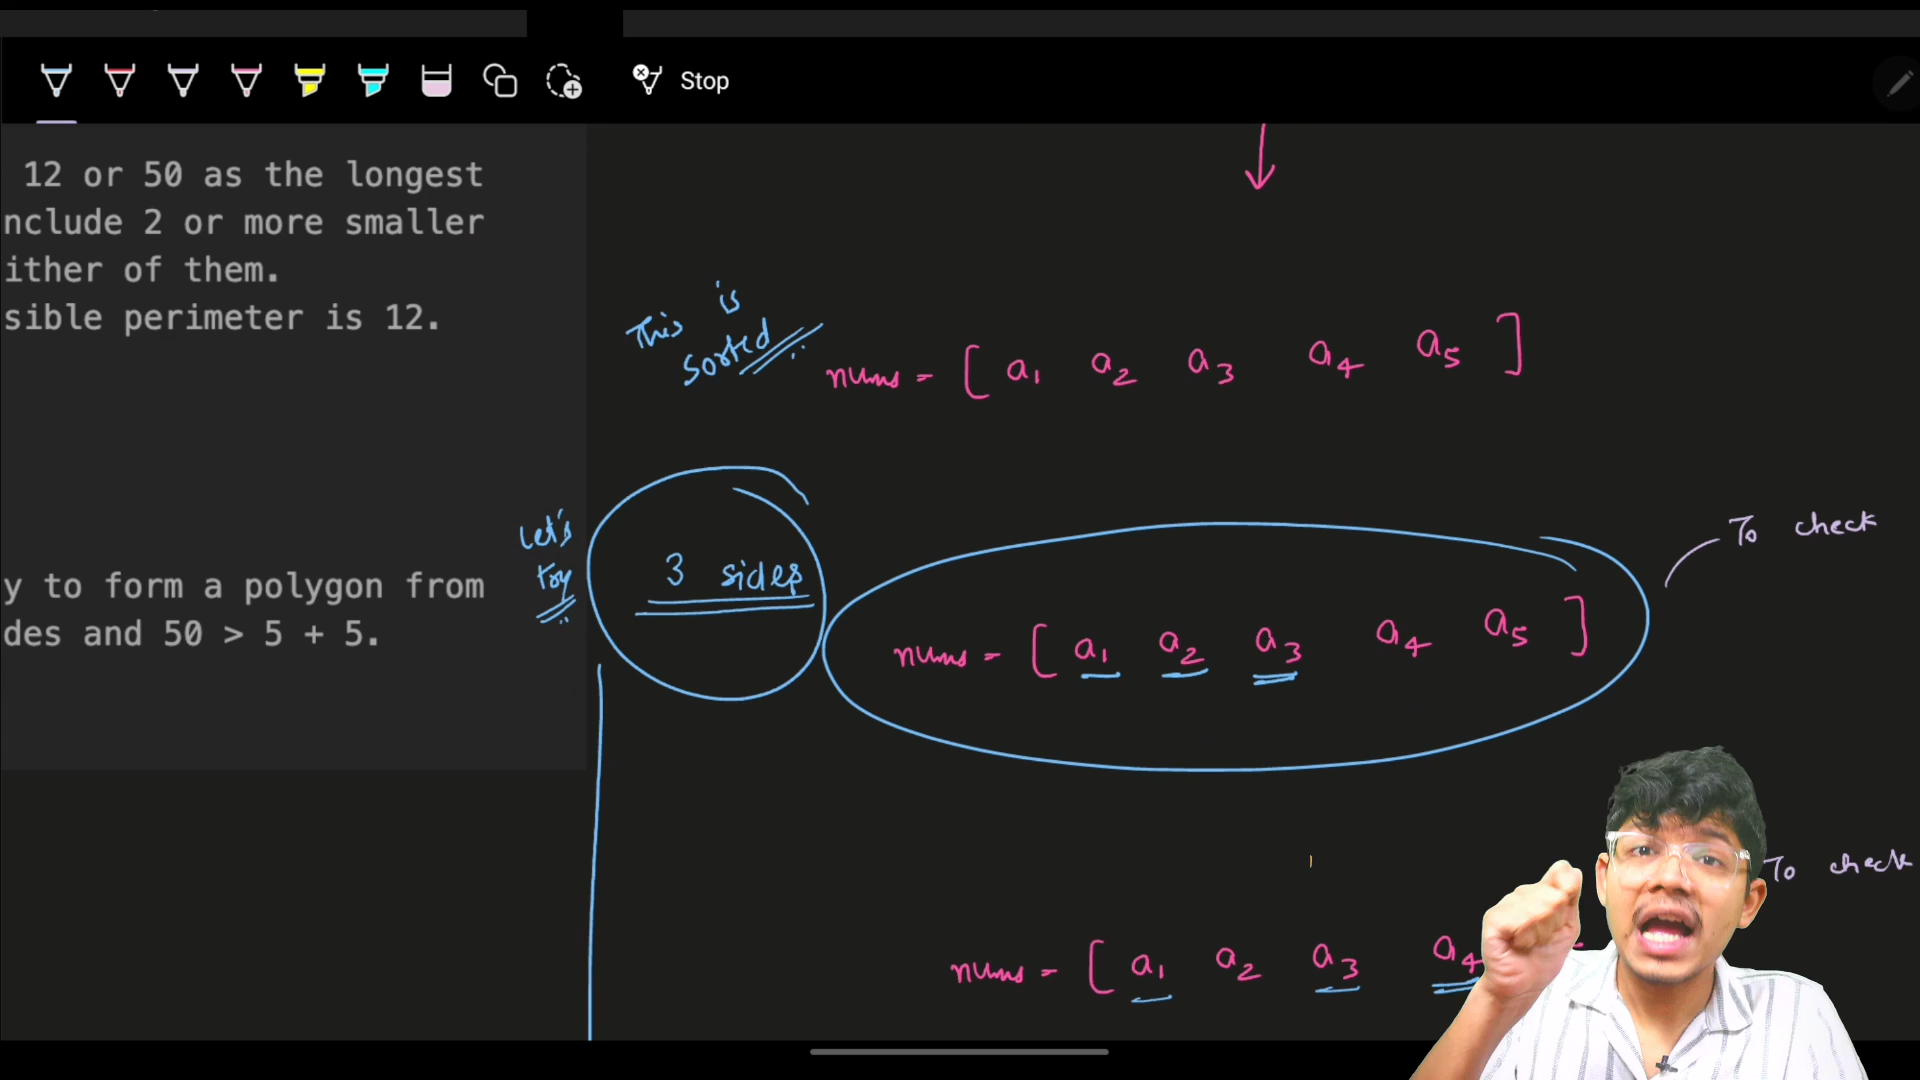 Stop
12 or 50 as the longest
nclude 2 or more smaller
ither of them.
sible perimeter is 12.
y to form a polygon from
des and 50 > 5 + 5.
This is
sorted
nums = [ a1 a2 a3 a4 a5 ]
Let's
try
3 sides
nums = [ a1 a2 a3 a4 a5 ]
To check
To check
nums = [ a1 a2 a3 a4